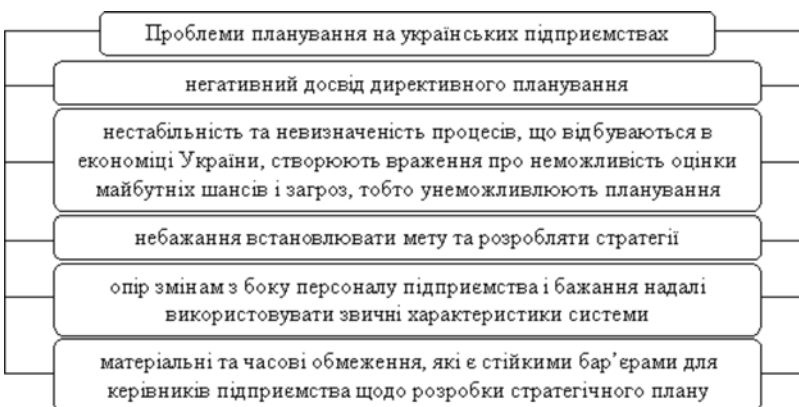 Проблеми планування на українських підприємствах
негативний досвід директивного планування
нестабільність та невизначеність процесів, що відбуваються в
економіці України, створюють враження про неможливість оцінки
майбутніх шансів і загроз, тобто унеможливлюють планування
небажання встановлювати мету та розробляти стратегії
опір змінам з боку персоналу підприємства і бажання надалі
використовувати звичні характеристики системи
матеріальні та часові обмеження, які є стійкими бар’єрами для
керівників підприємства щодо розробки стратегічного плану